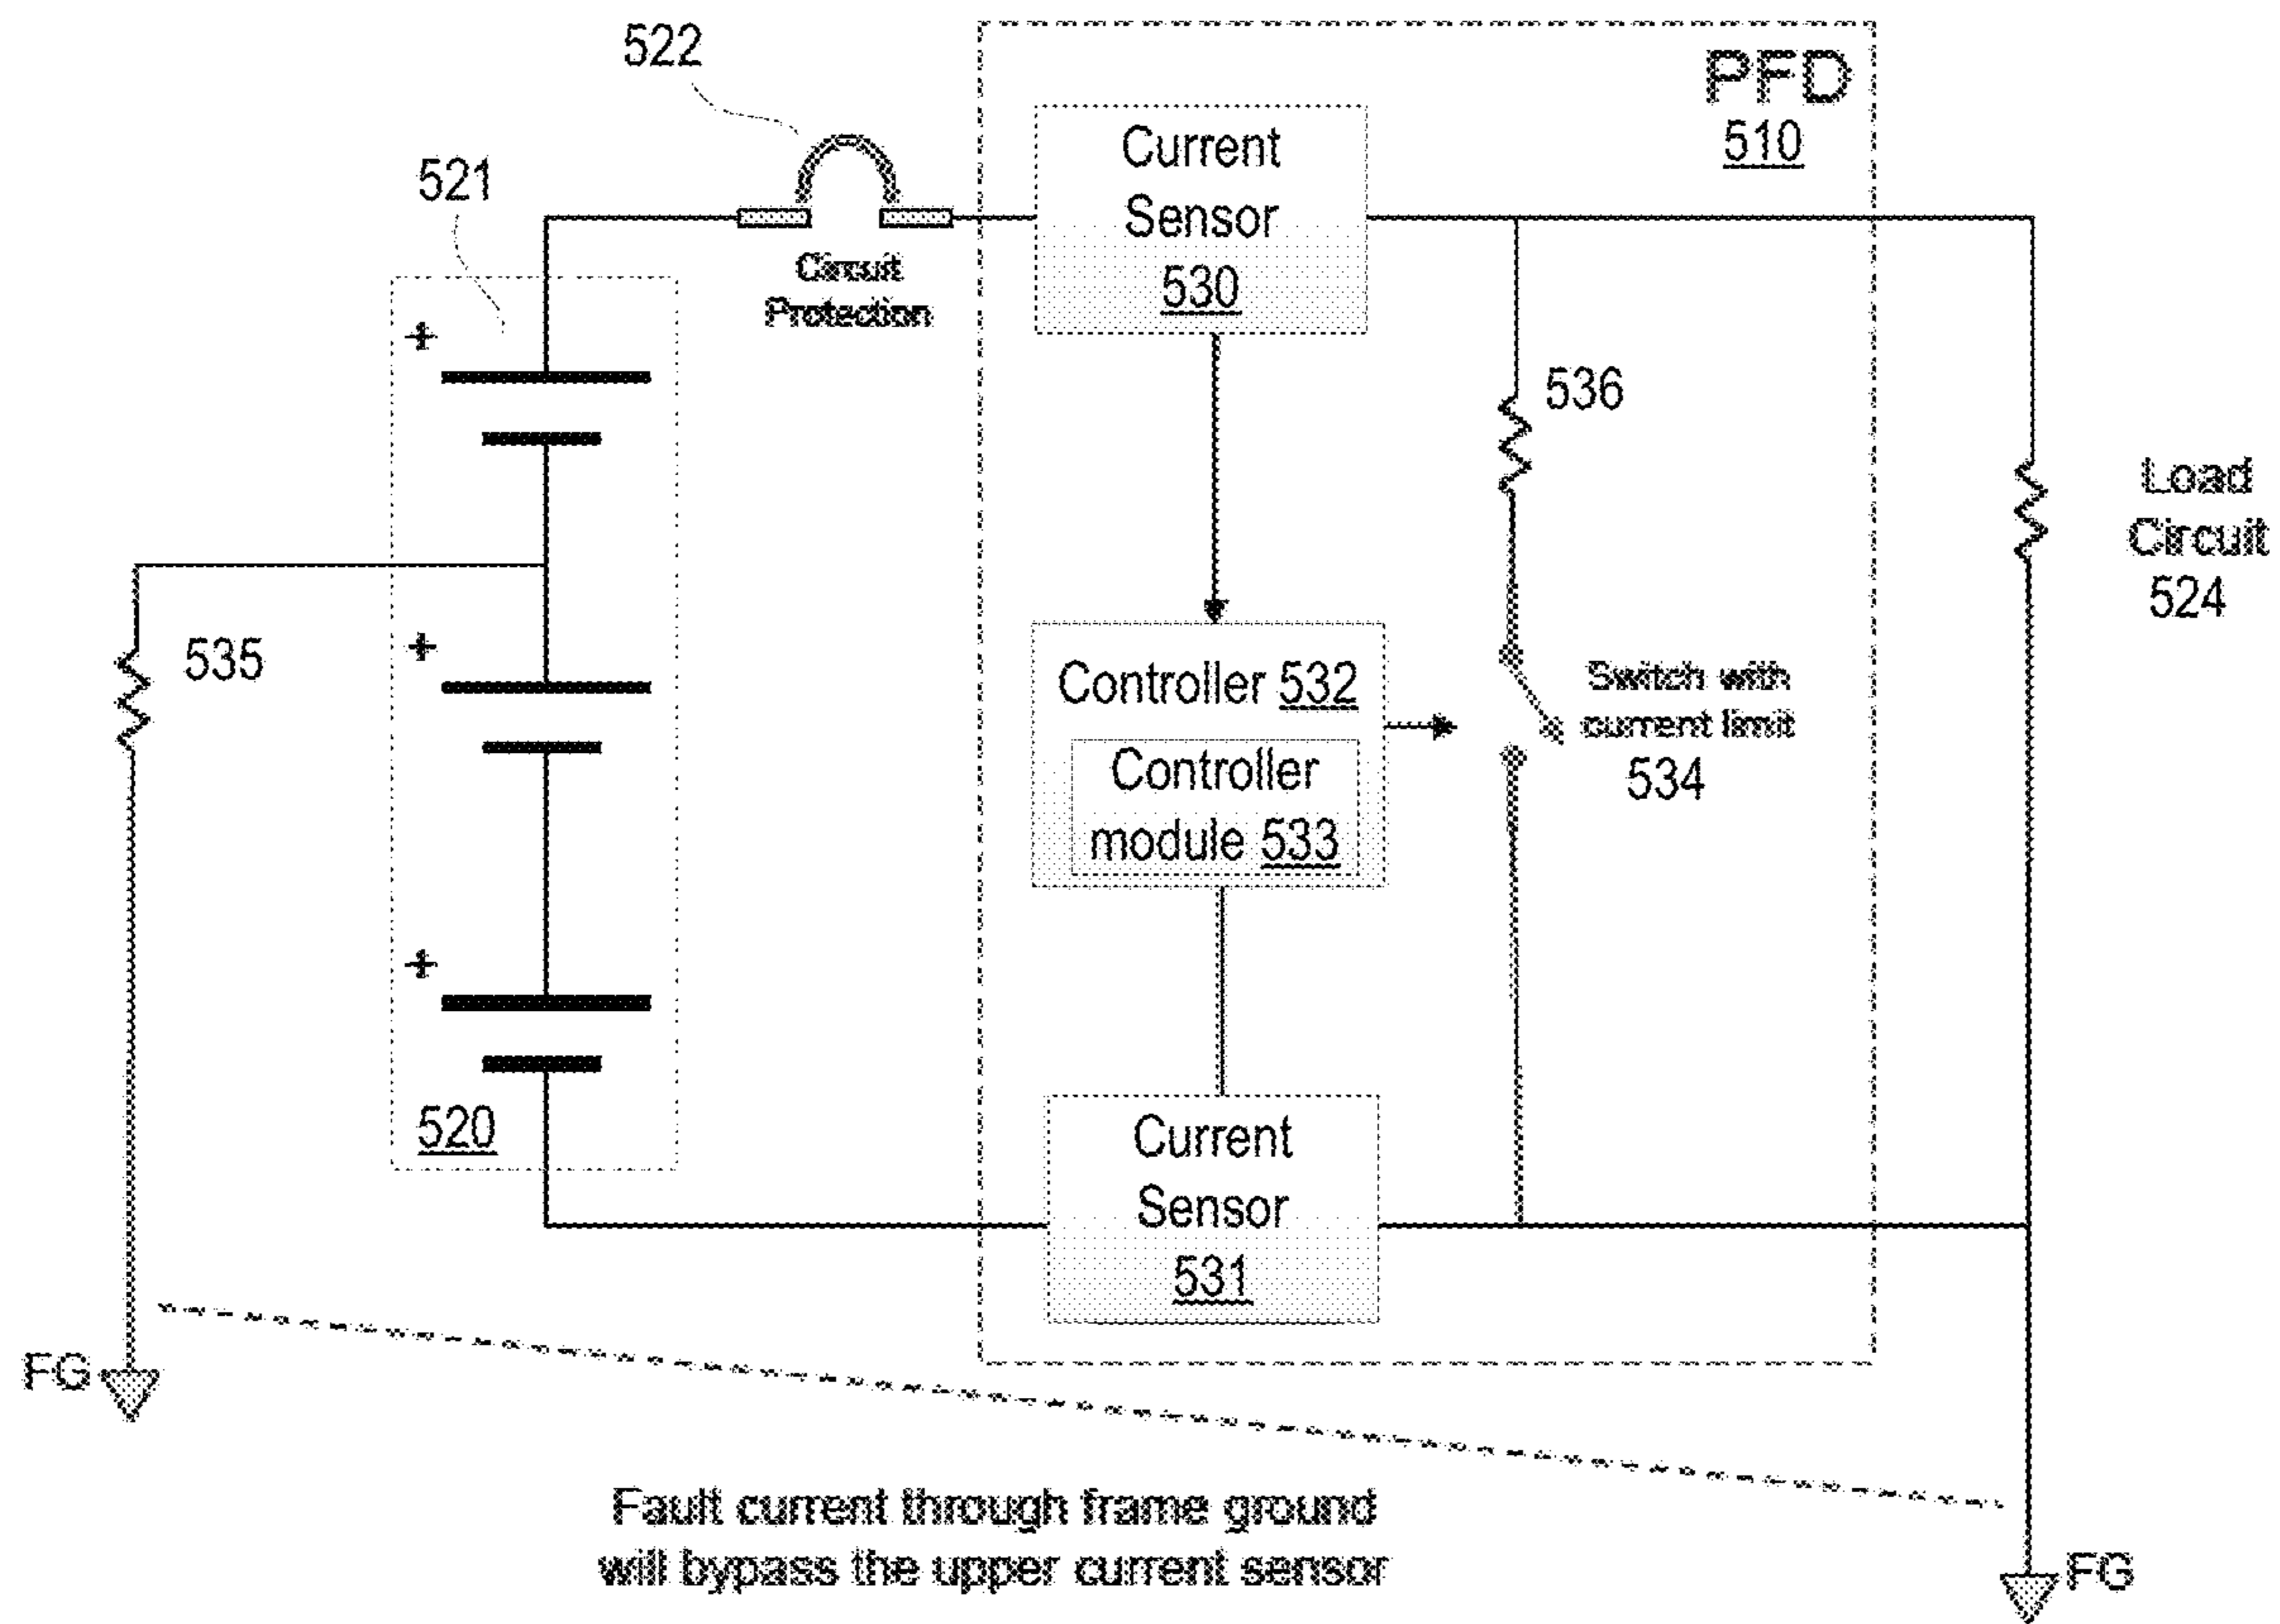 522
PFD
510
521
Current
Sensor
530
Circuit
Protection
+
536
Load
Circuit
524
535
+
Controller 532
Switch with
current limit
534
Controller
module 533
+
520
Current
Sensor
531
FG
Fault current through frame ground
will bypass the upper current sensor
FG